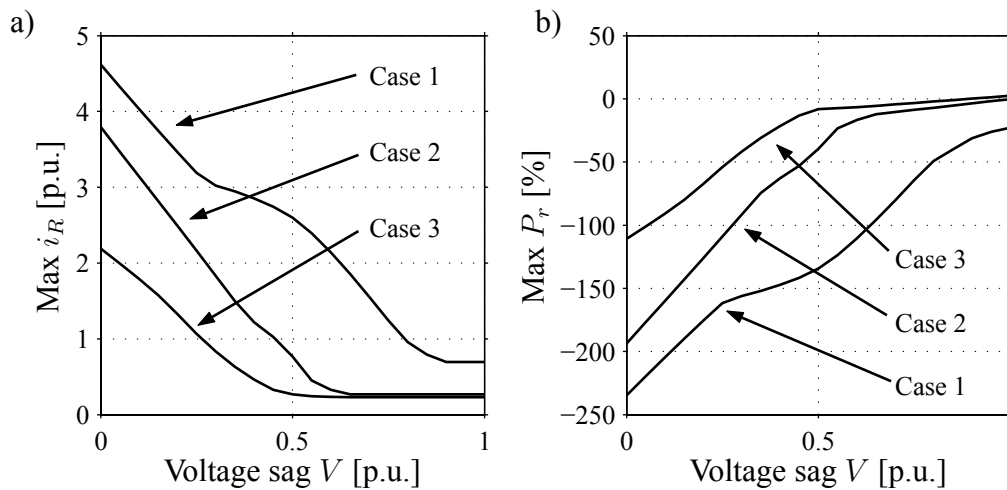 a)
Max i_R [p.u.]
5
4
3
2
1
0
0
0.5
1
Voltage sag V [p.u.]
Case 1
Case 2
Case 3
b)
Max P_r [%]
50
0
−50
−100
−150
−200
−250
0
0.5
Voltage sag V [p.u.]
Case 3
Case 2
Case 1